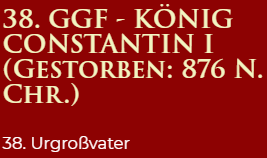 38. GGF - KÖNIG
CONSTANTIN I
(GESTORBEN: 876 N.
CHR.)
38. Urgroßvater